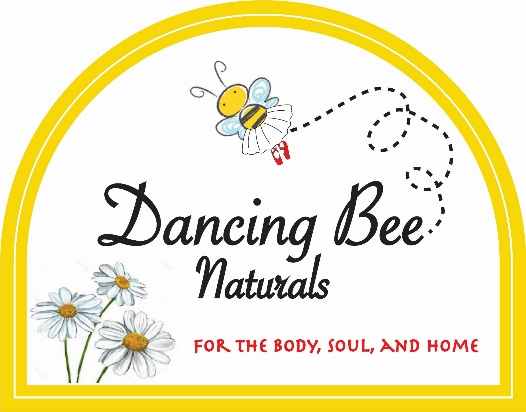 Dancing Bee
Naturals
FOR THE BODY, SOUL, AND HOME